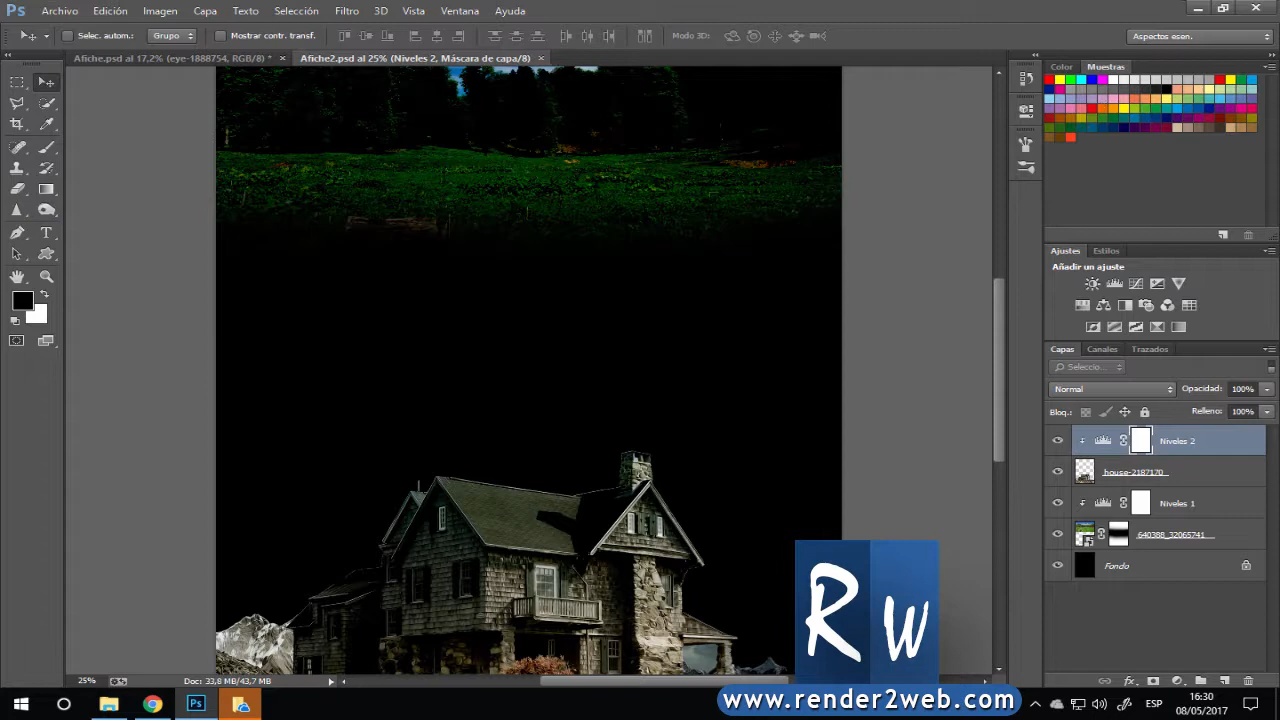 Ps Archivo Edición Imagen Capa Texto Selección Filtro 3D Vista Ventana Ayuda
Selec. autom.: Grupo Mostrar contr. transf. Modo 3D: Aspectos esen.
Afiche.psd al 17,2% (eye-1888754, RGB/8) * × Afiche2.psd al 25% (Niveles 2, Máscara de capa/8) ×
Color Muestras
Ajustes Estilos
Añadir un ajuste
Capas Canales Trazados
Seleccio...
Normal Opacidad: 100%
Bloq.: Relleno: 100%
Niveles 2
house-2187170
Niveles 1
640388_32065741
Fondo
25% Doc: 33,8 MB/43,7 MB
RW
www.render2web.com
ESP
16:30
08/05/2017